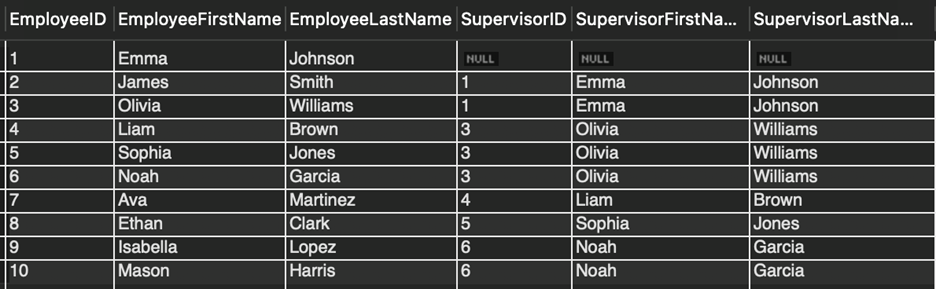 EmployeeID EmployeeFirstName EmployeeLastName SupervisorID SupervisorFirstNa... SupervisorLastNa...
1 Emma Johnson NULL NULL NULL
2 James Smith 1 Emma Johnson
3 Olivia Williams 1 Emma Johnson
4 Liam Brown 3 Olivia Williams
5 Sophia Jones 3 Olivia Williams
6 Noah Garcia 3 Olivia Williams
7 Ava Martinez 4 Liam Brown
8 Ethan Clark 5 Sophia Jones
9 Isabella Lopez 6 Noah Garcia
10 Mason Harris 6 Noah Garcia